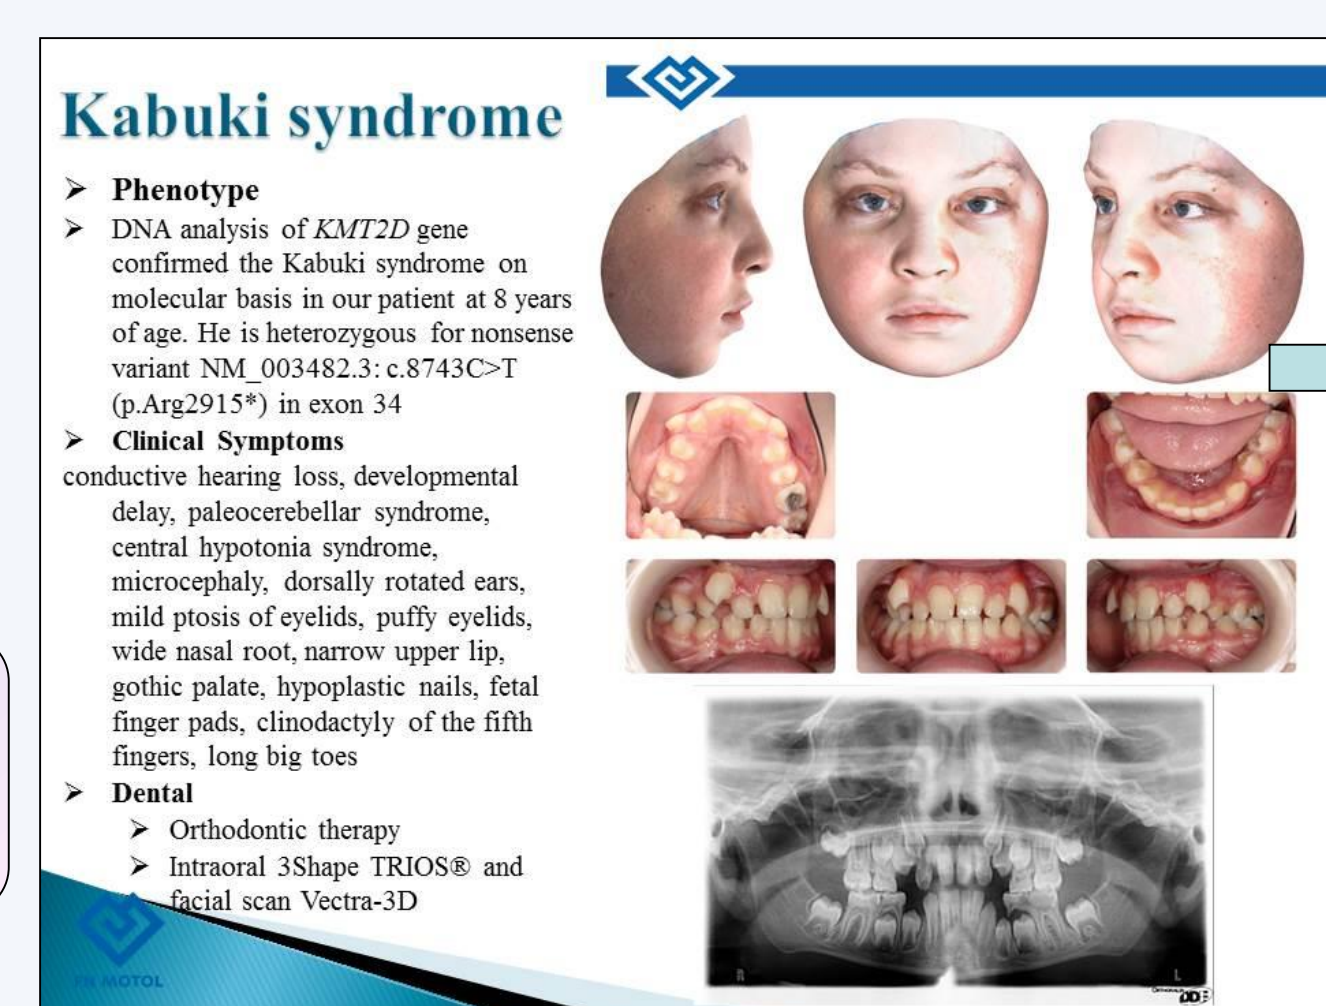 Kabuki syndrome
➢ Phenotype
➢ DNA analysis of KMT2D gene
confirmed the Kabuki syndrome on
molecular basis in our patient at 8 years
of age. He is heterozygous for nonsense
variant NM_003482.3: c.8743C>T
(p.Arg2915*) in exon 34
➢ Clinical Symptoms
conductive hearing loss, developmental
delay, paleocerebellar syndrome,
central hypotonia syndrome,
microcephaly, dorsally rotated ears,
mild ptosis of eyelids, puffy eyelids,
wide nasal root, narrow upper lip,
gothic palate, hypoplastic nails, fetal
finger pads, clinodactyly of the fifth
fingers, long big toes
➢ Dental
➢ Orthodontic therapy
➢ Intraoral 3Shape TRIOS® and
facial scan Vectra-3D
FN MOTOL
L